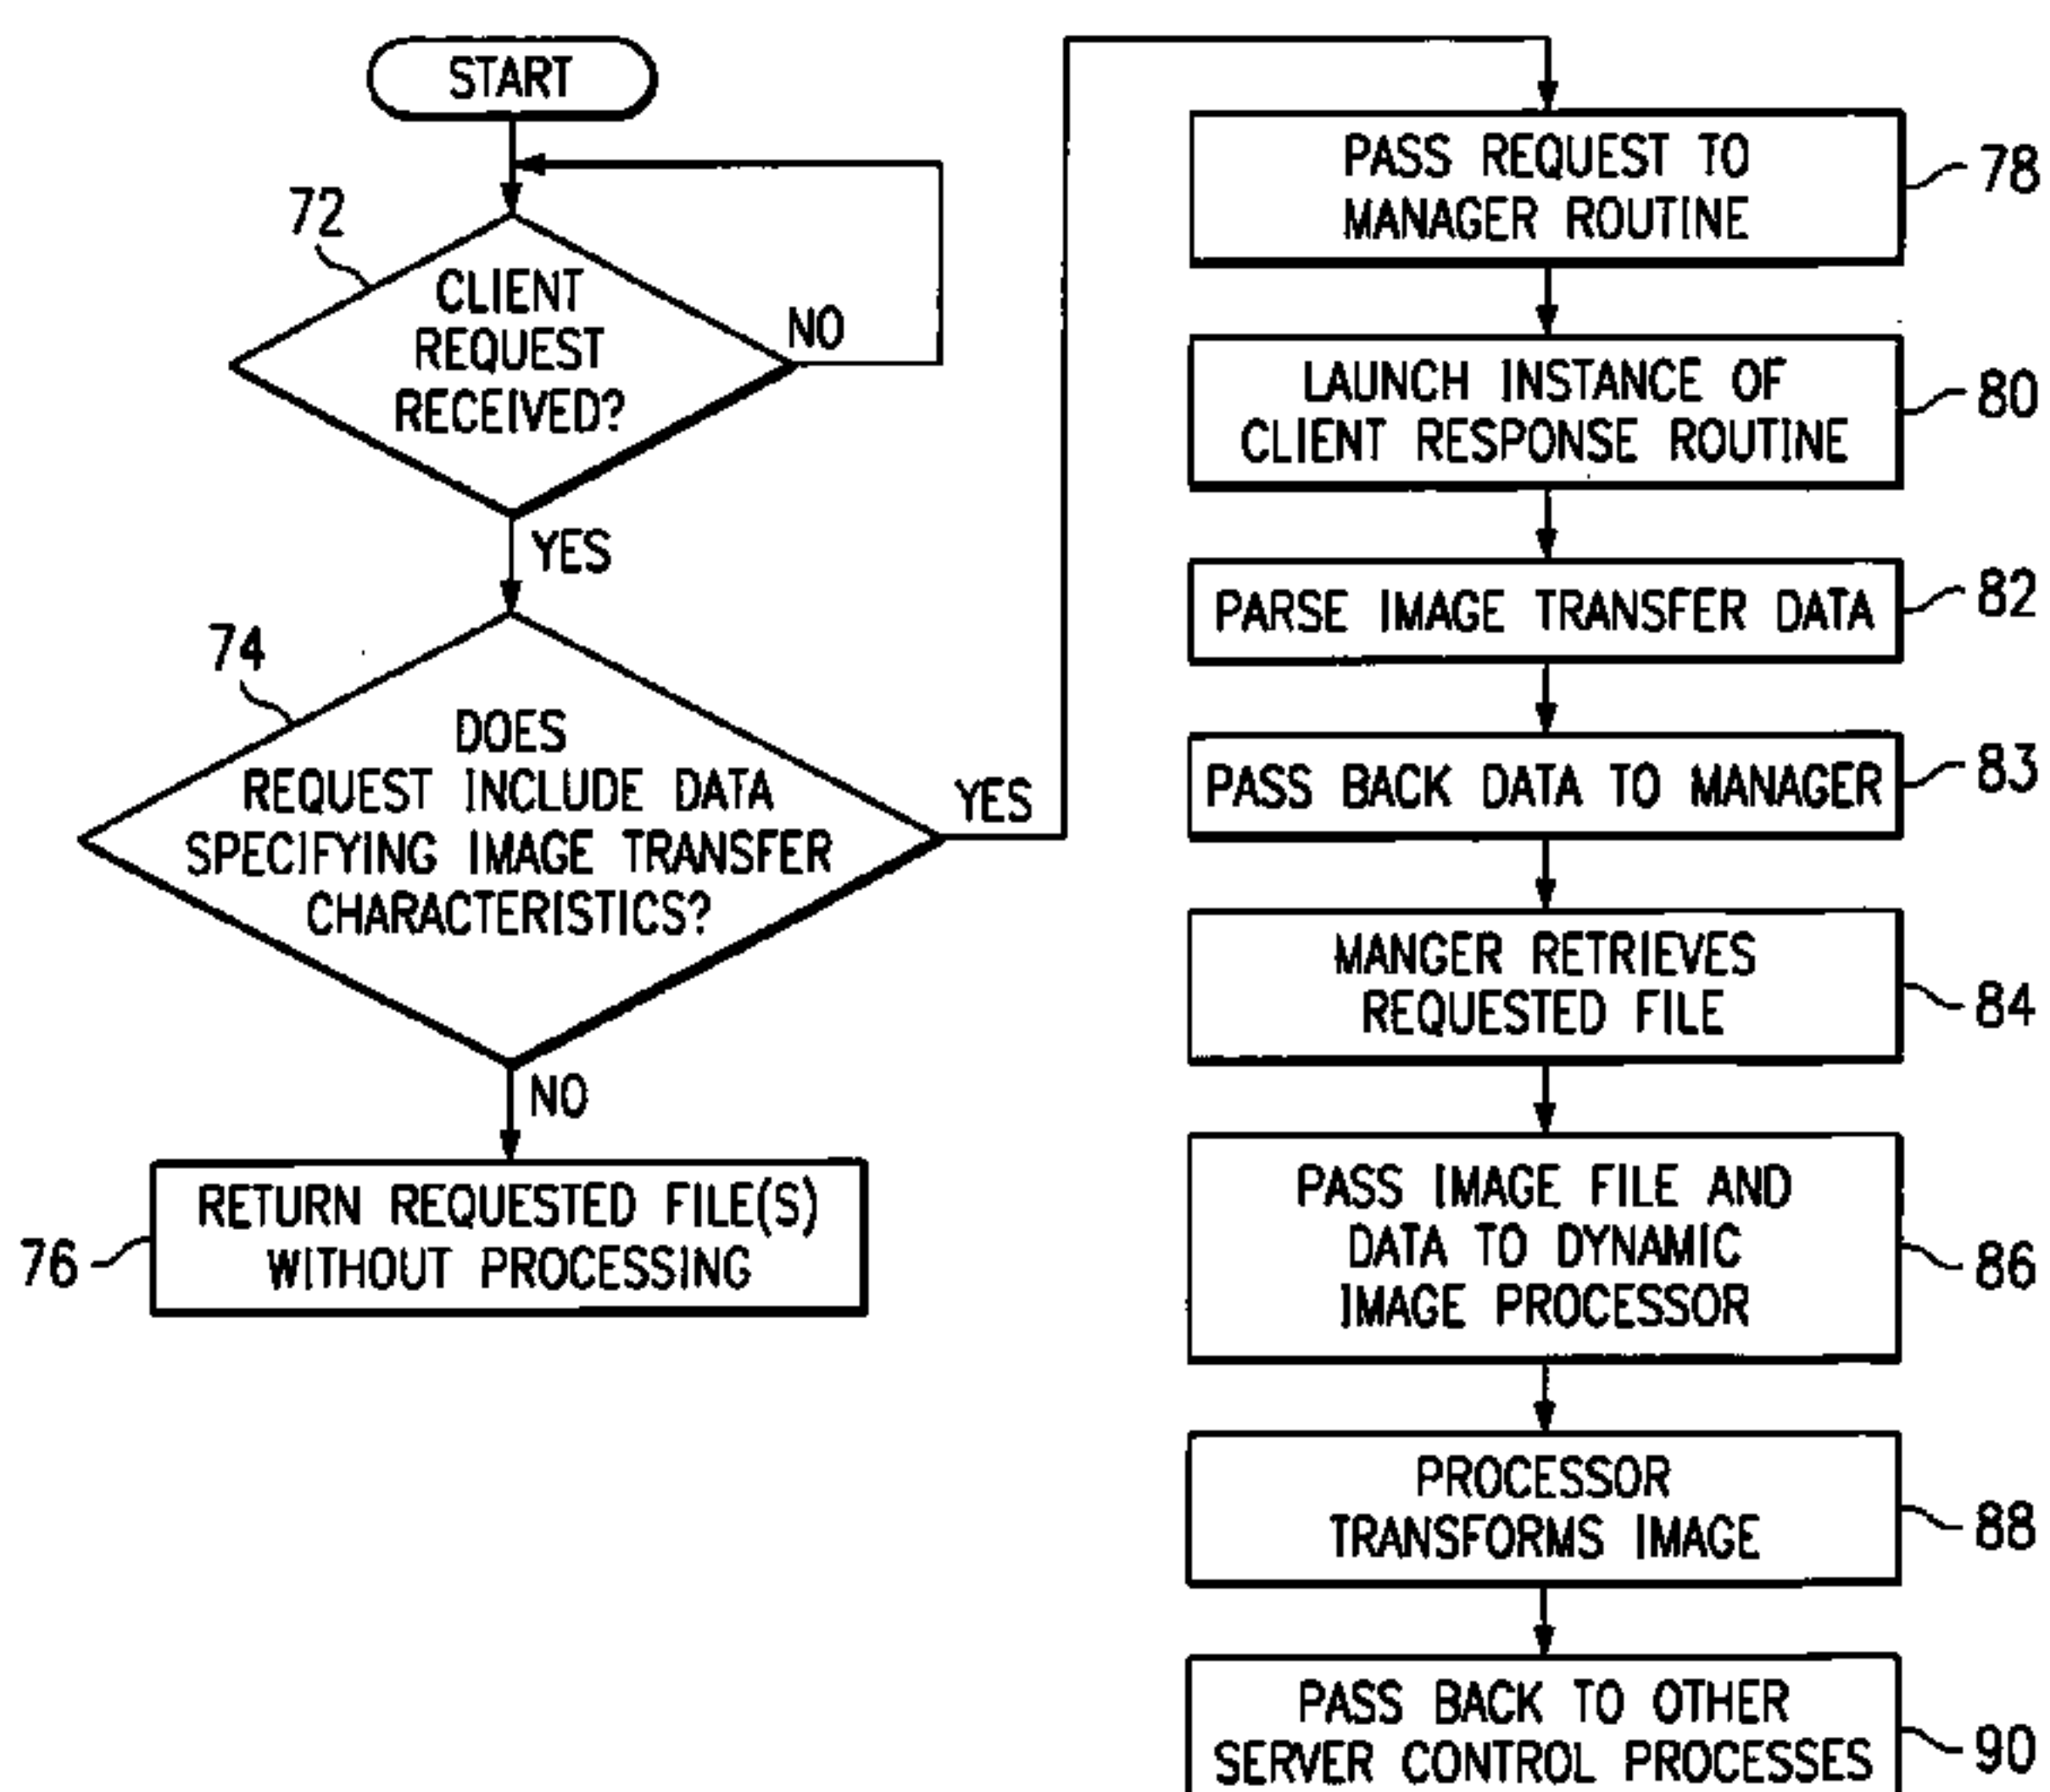 START
72
CLIENT
REQUEST
RECEIVED?
NO
YES
74
DOES
REQUEST INCLUDE DATA
SPECIFYING IMAGE TRANSFER
CHARACTERISTICS?
YES
NO
RETURN REQUESTED FILE(S)
WITHOUT PROCESSING
76
PASS REQUEST TO
MANAGER ROUTINE
78
LAUNCH INSTANCE OF
CLIENT RESPONSE ROUTINE
80
PARSE IMAGE TRANSFER DATA
82
PASS BACK DATA TO MANAGER
83
MANGER RETRIEVES
REQUESTED FILE
84
PASS IMAGE FILE AND
DATA TO DYNAMIC
IMAGE PROCESSOR
86
PROCESSOR
TRANSFORMS IMAGE
88
PASS BACK TO OTHER
SERVER CONTROL PROCESSES
90